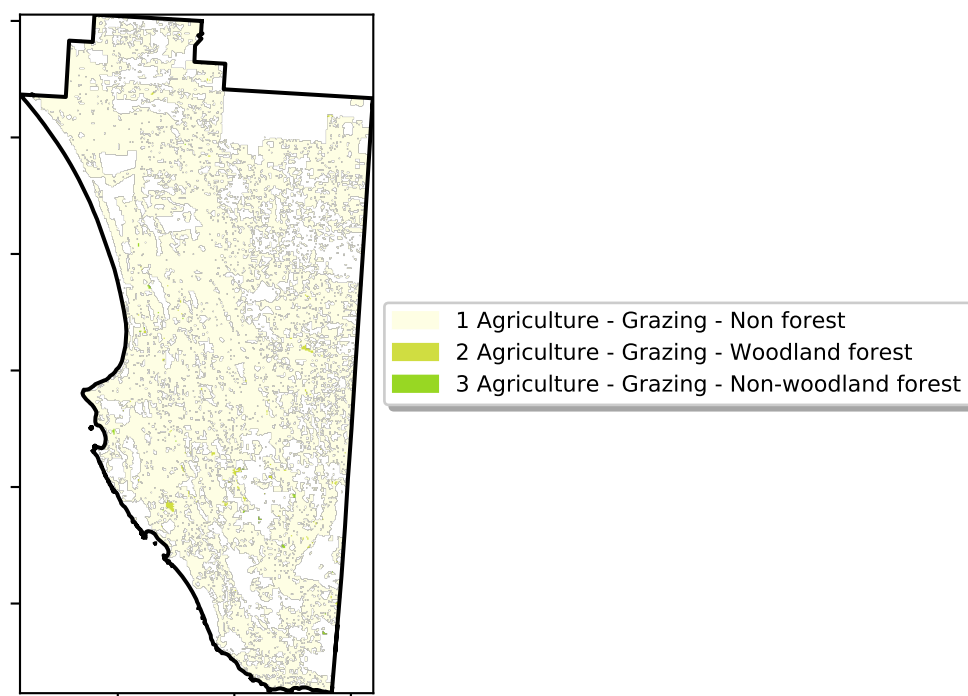 1 Agriculture - Grazing - Non forest
2 Agriculture - Grazing - Woodland forest
3 Agriculture - Grazing - Non-woodland forest